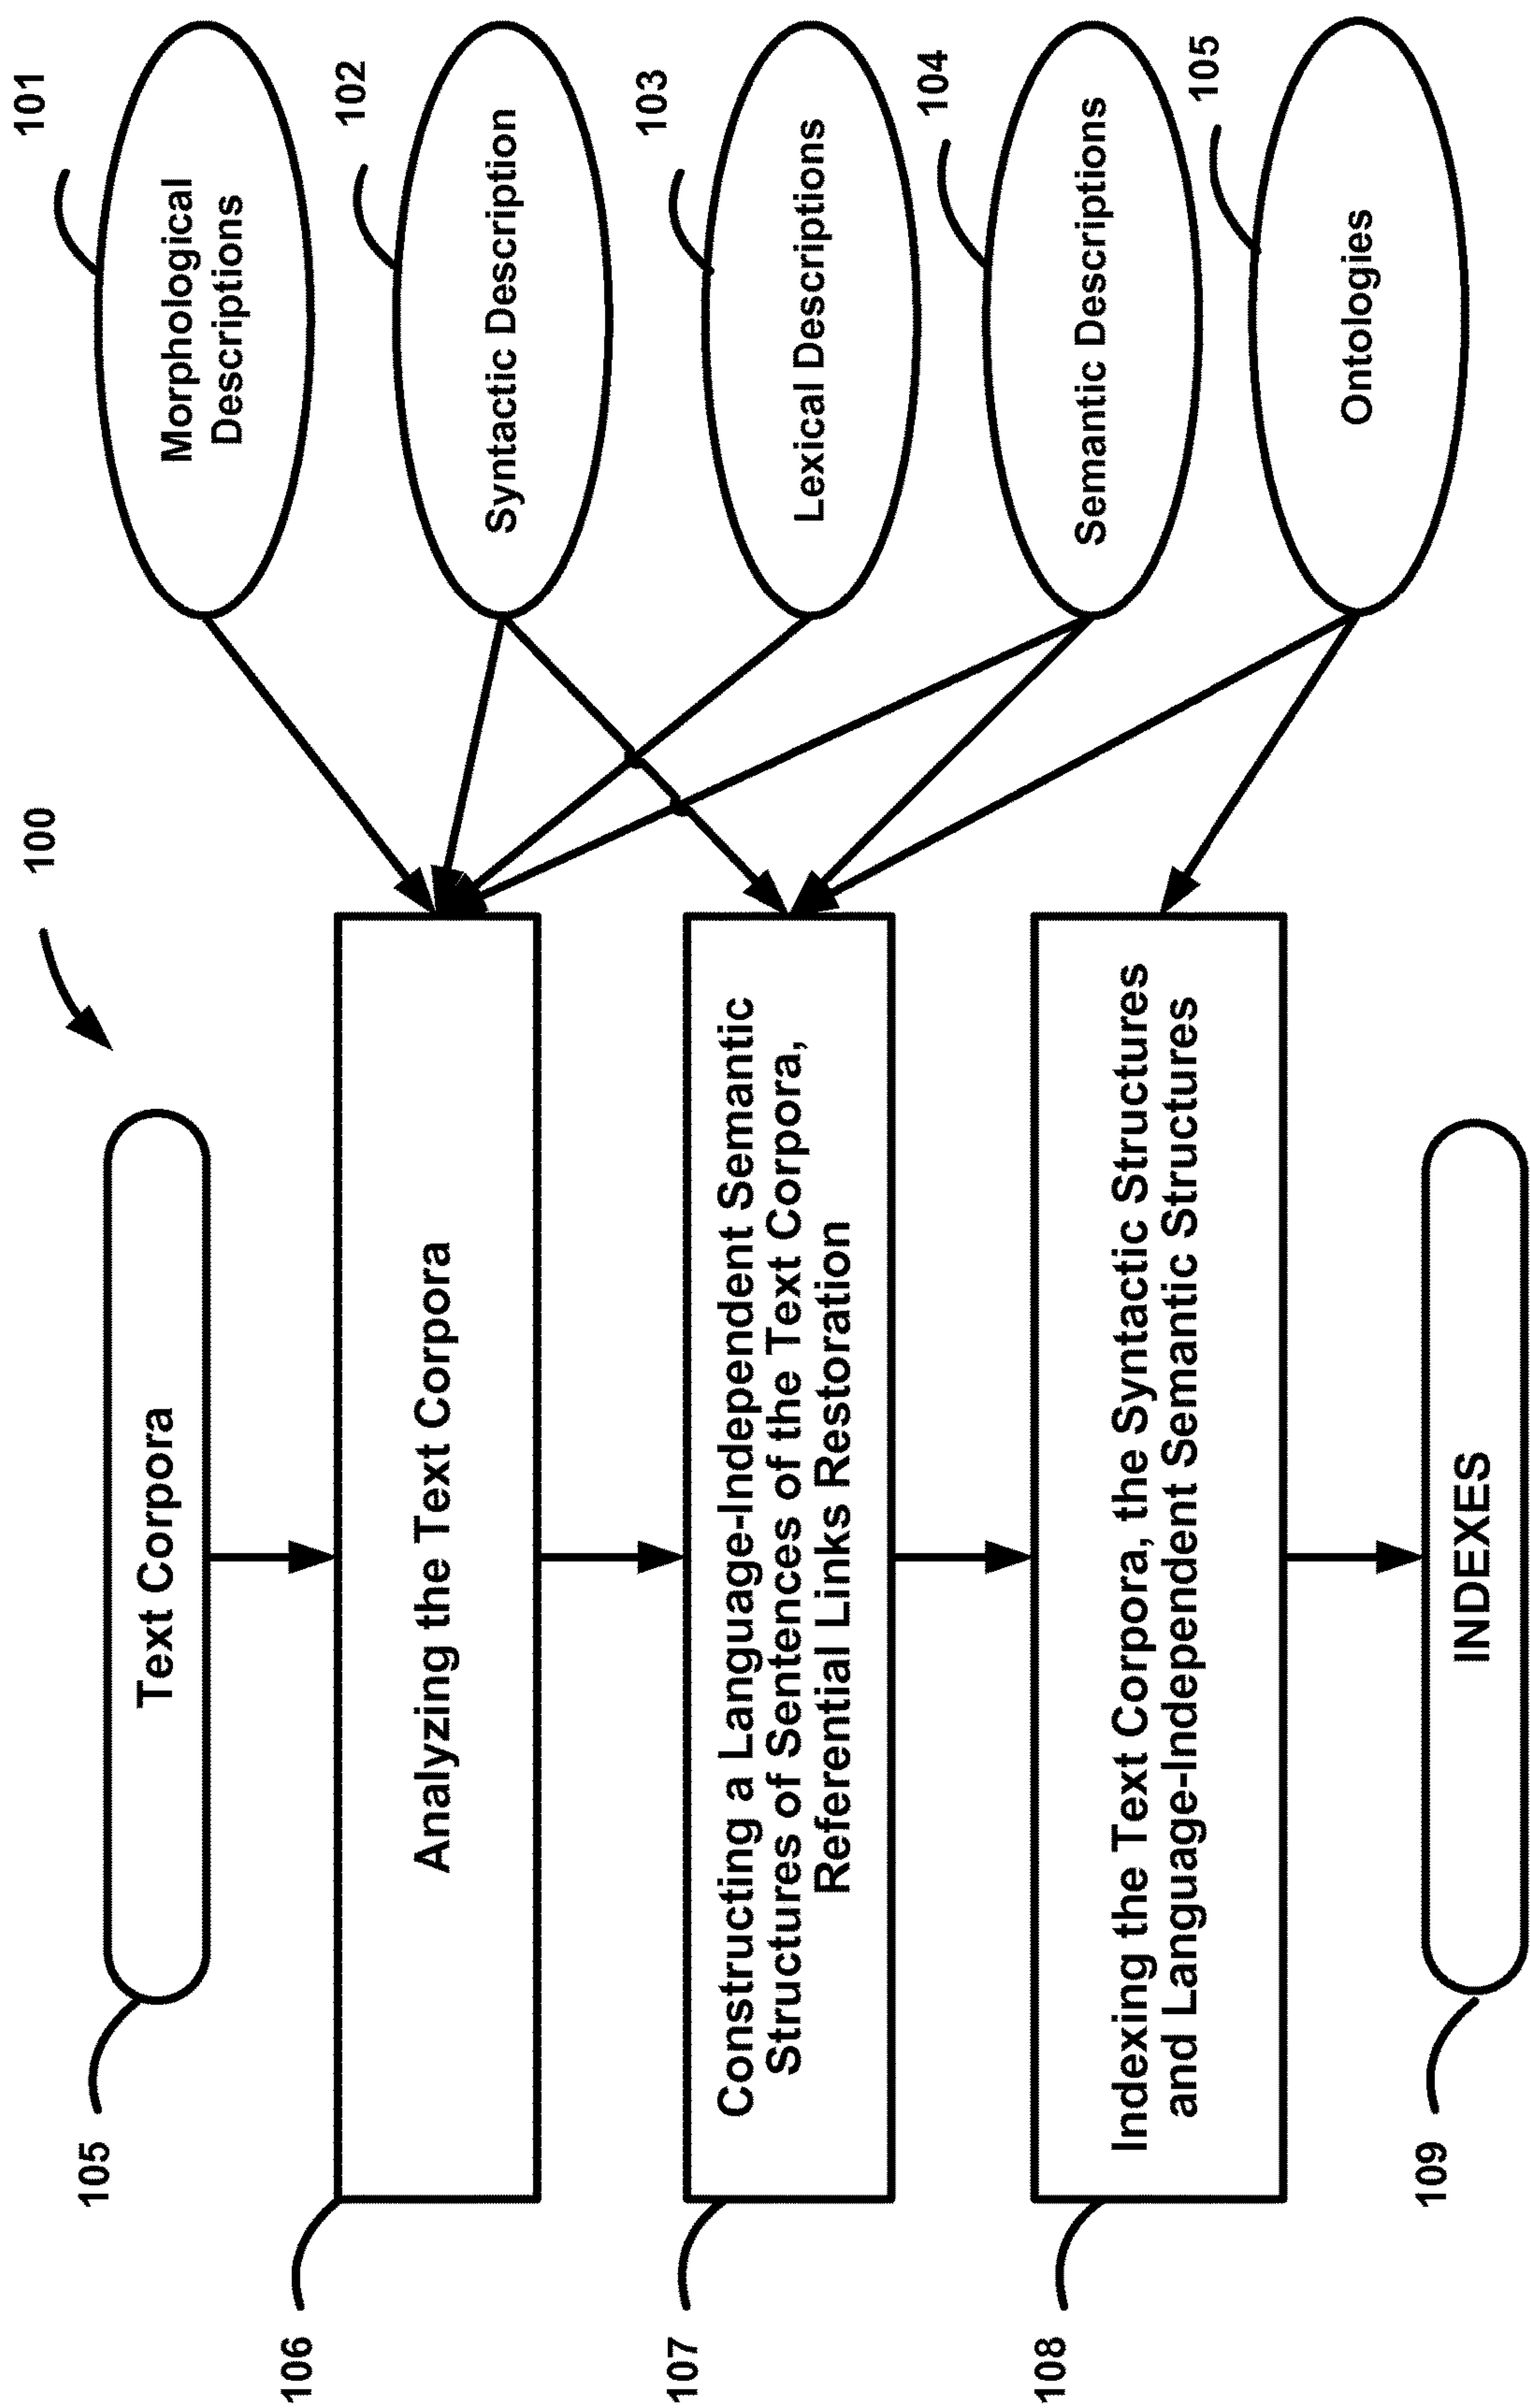 100
105
Text Corpora
101
Morphological
Descriptions
106
Analyzing the Text Corpora
102
Syntactic Description
107
Constructing a Language-Independent Semantic
Structures of Sentences of the Text Corpora,
Referential Links Restoration
103
Lexical Descriptions
104
Semantic Descriptions
108
Indexing the Text Corpora, the Syntactic Structures
and Language-Independent Semantic Structures
105
Ontologies
109
INDEXES